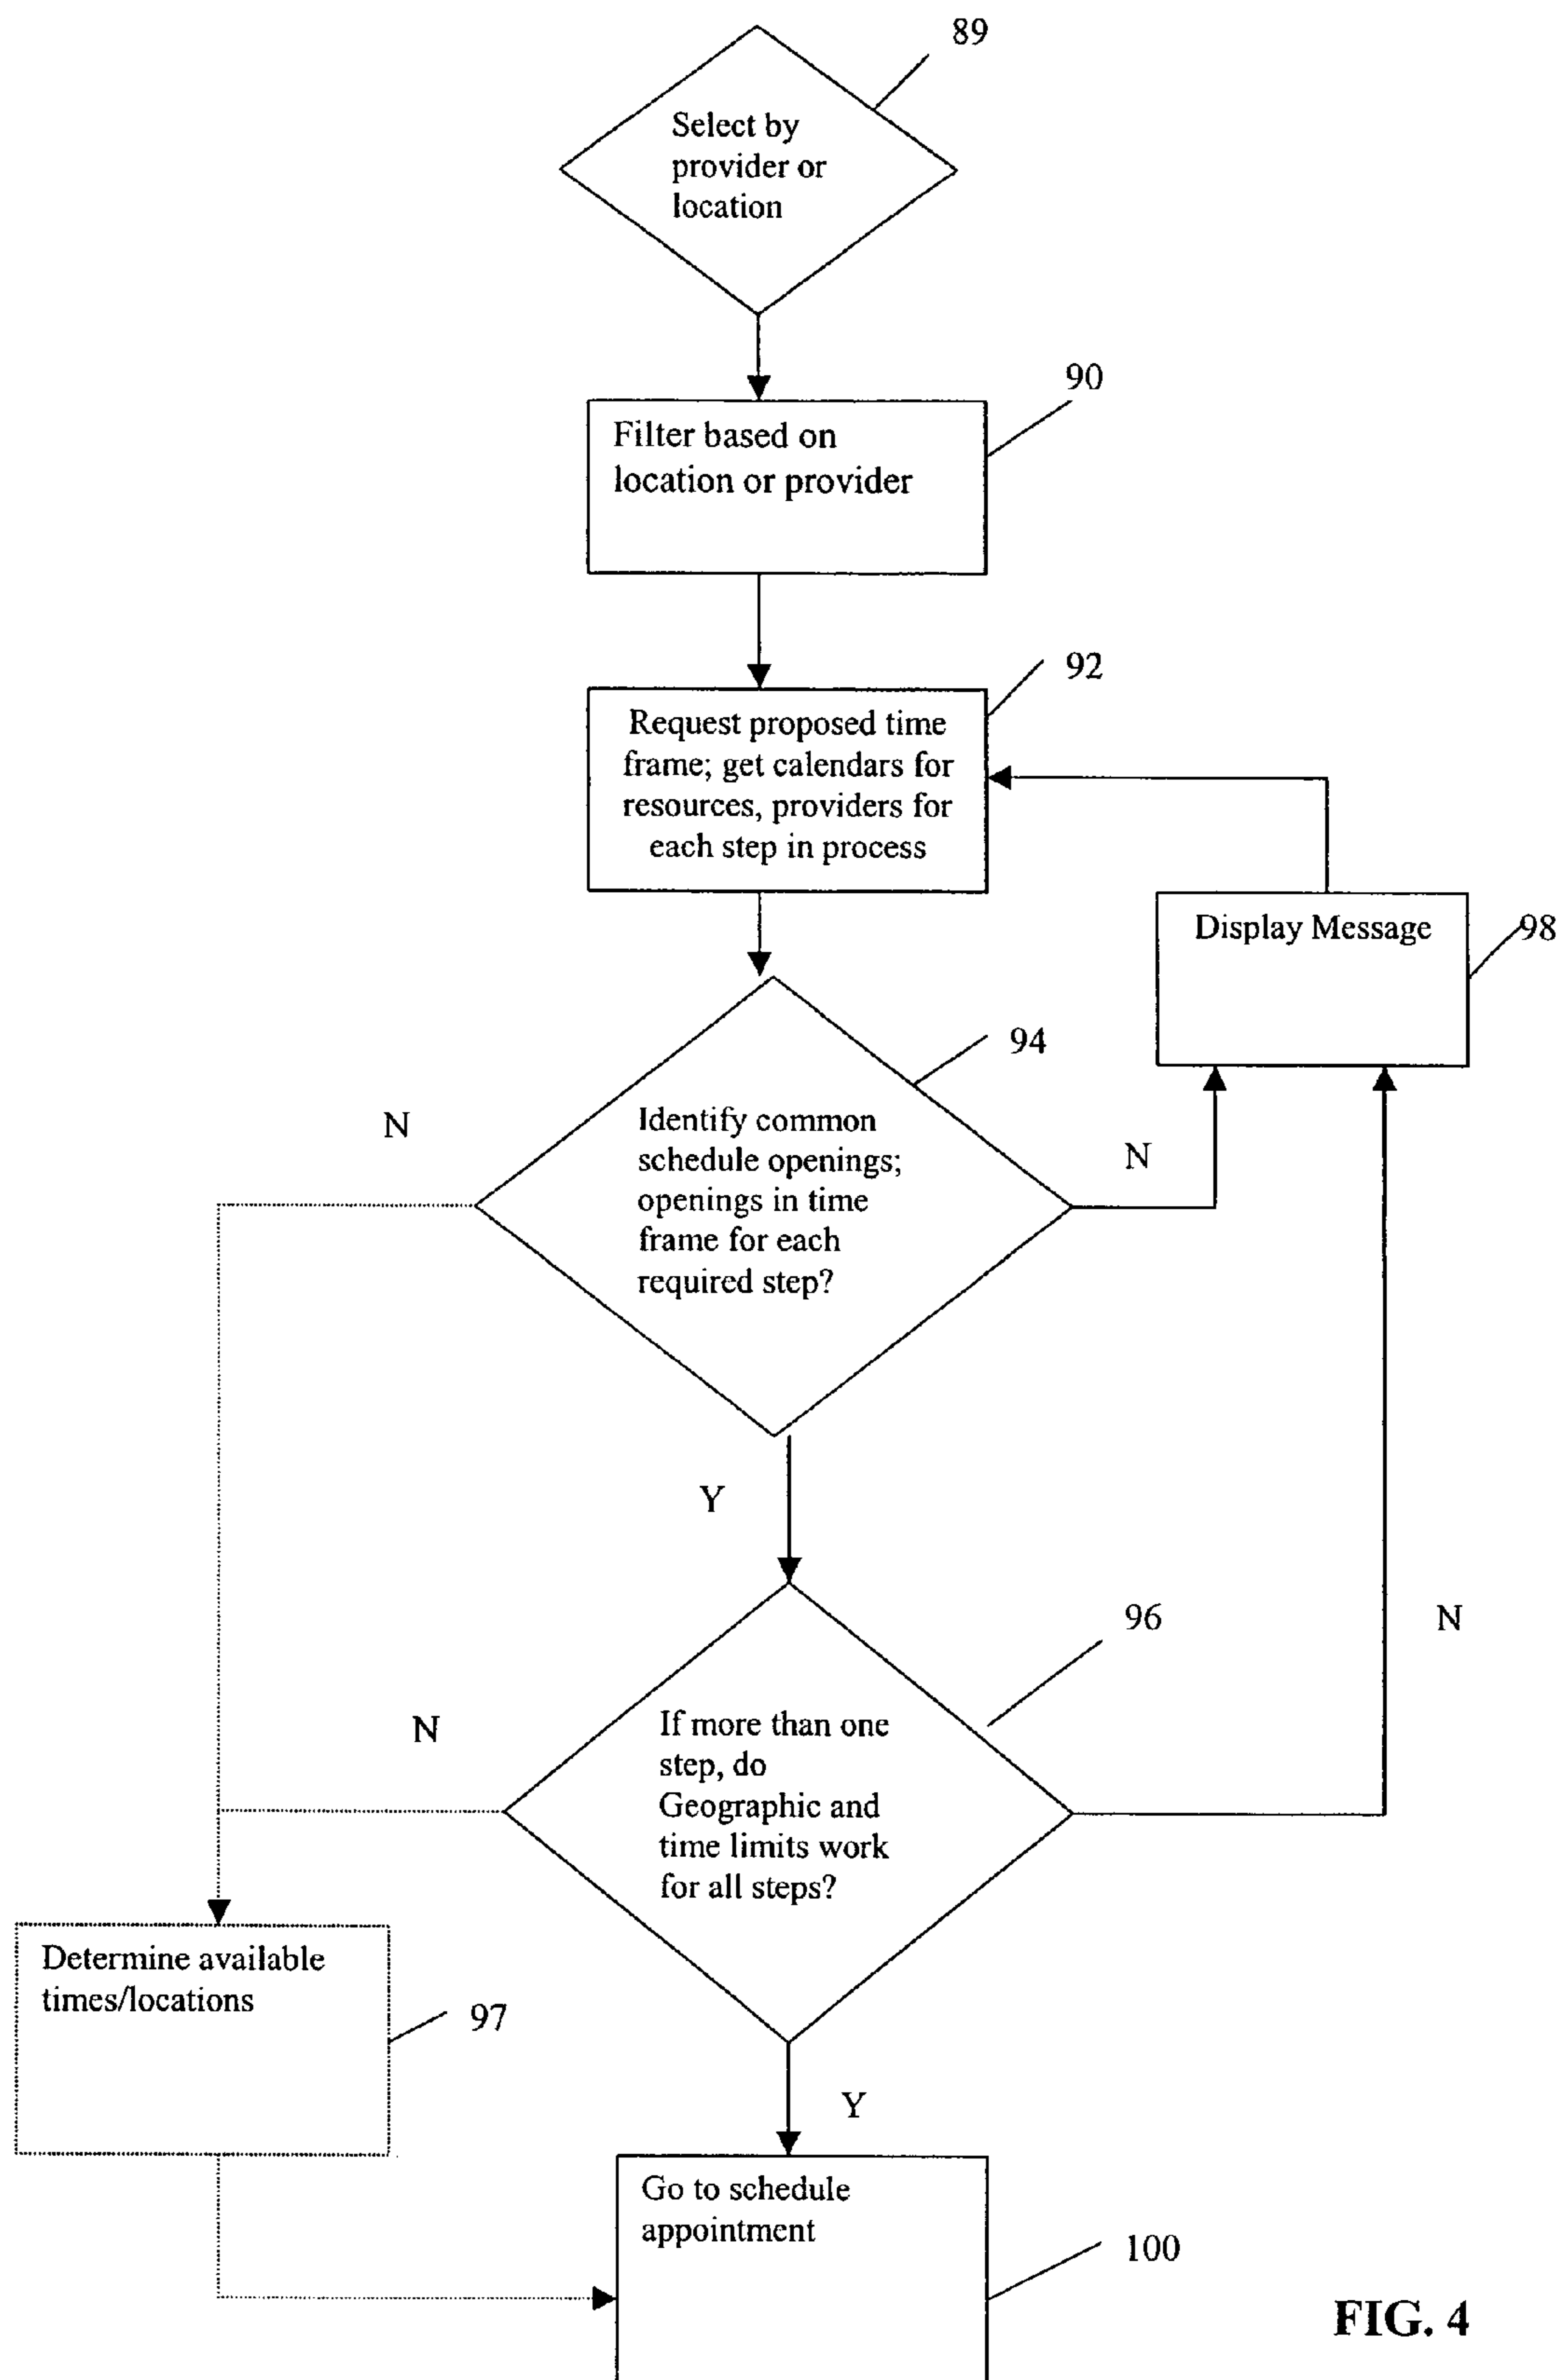 89
Select by
provider or
location
90
Filter based on
location or provider
92
Request proposed time
frame; get calendars for
resources, providers for
each step in process
Display Message
98
94
N
Identify common
schedule openings;
openings in time
frame for each
required step?
N
Y
96
N
N
If more than one
step, do
Geographic and
time limits work
for all steps?
Determine available
times/locations
97
Y
Go to schedule
appointment
100
FIG. 4